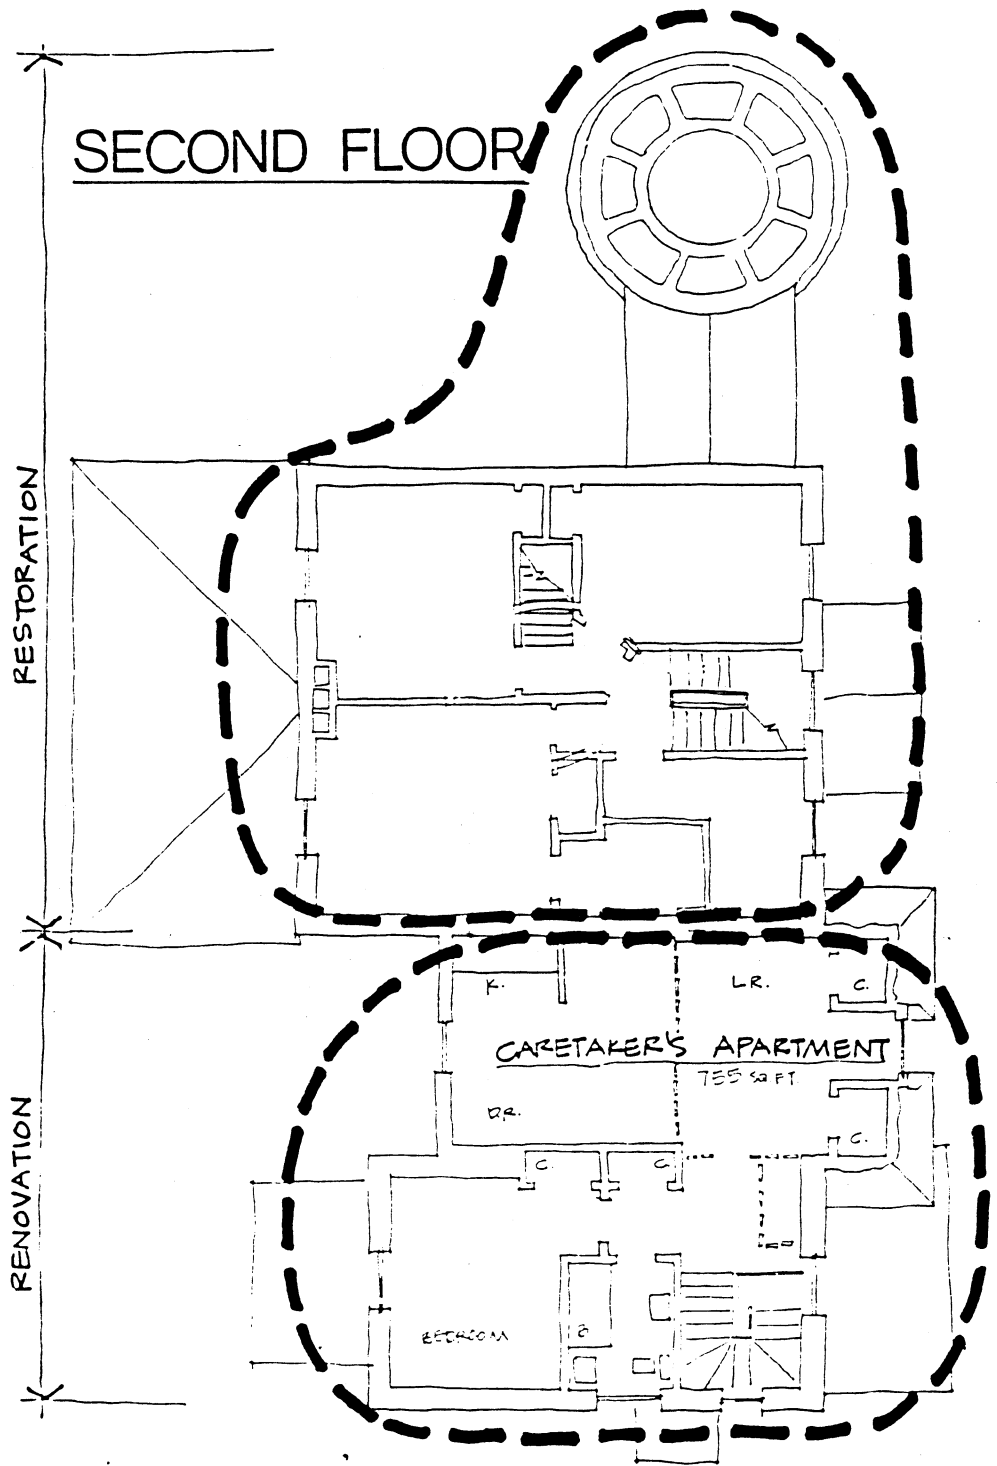 SECOND FLOOR
RESTORATION
K.
L.R.
C.
CARETAKER'S APARTMENT
755 SQ FT.
D.R.
C.
C.
C.
RENOVATION
BEDROOM